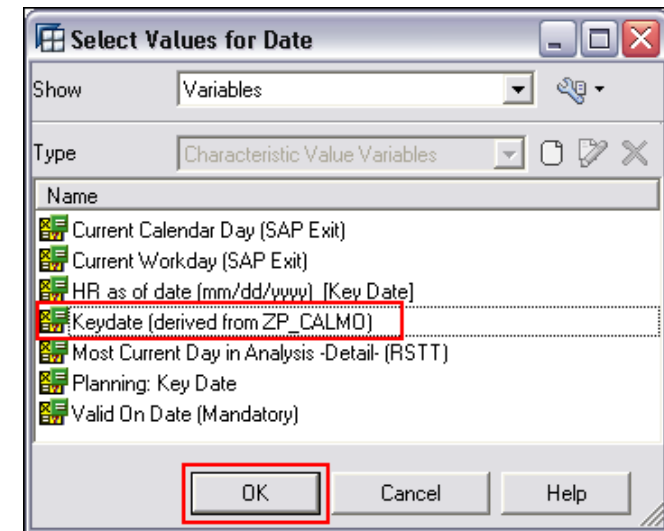 Select Values for Date
Show Variables
Type Characteristic Value Variables
Name
Current Calendar Day (SAP Exit)
Current Workday (SAP Exit)
HR as of date (mm/dd/yyyy) [Key Date]
Keydate (derived from ZP_CALMO)
Most Current Day in Analysis -Detail- (RSTT)
Planning: Key Date
Valid On Date (Mandatory)
OK Cancel Help